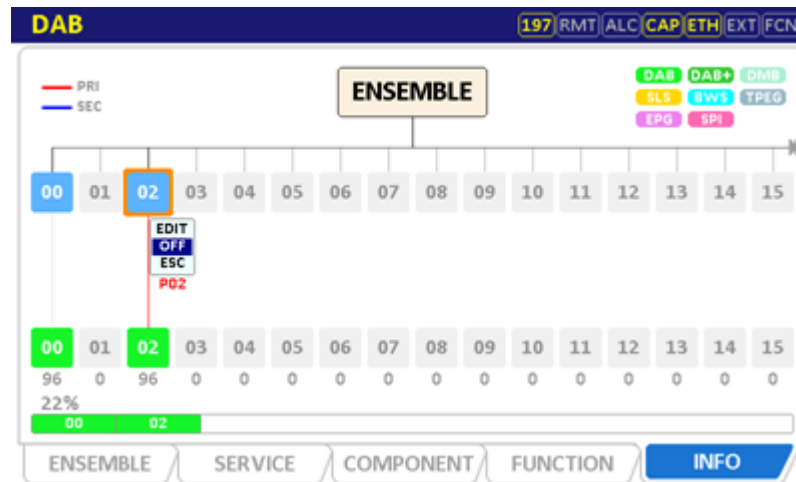 DAB 197 RMT ALC CAP ETH EXT FCN
PRI
SEC
ENSEMBLE
DAB DAB+ DMB
SLS BWS TPEG
EPG SPI
00 01 02 03 04 05 06 07 08 09 10 11 12 13 14 15
EDIT
OFF
ESC
P02
00 01 02 03 04 05 06 07 08 09 10 11 12 13 14 15
96 0 96 0 0 0 0 0 0 0 0 0 0 0 0 0
22%
00 02
ENSEMBLE SERVICE COMPONENT FUNCTION INFO